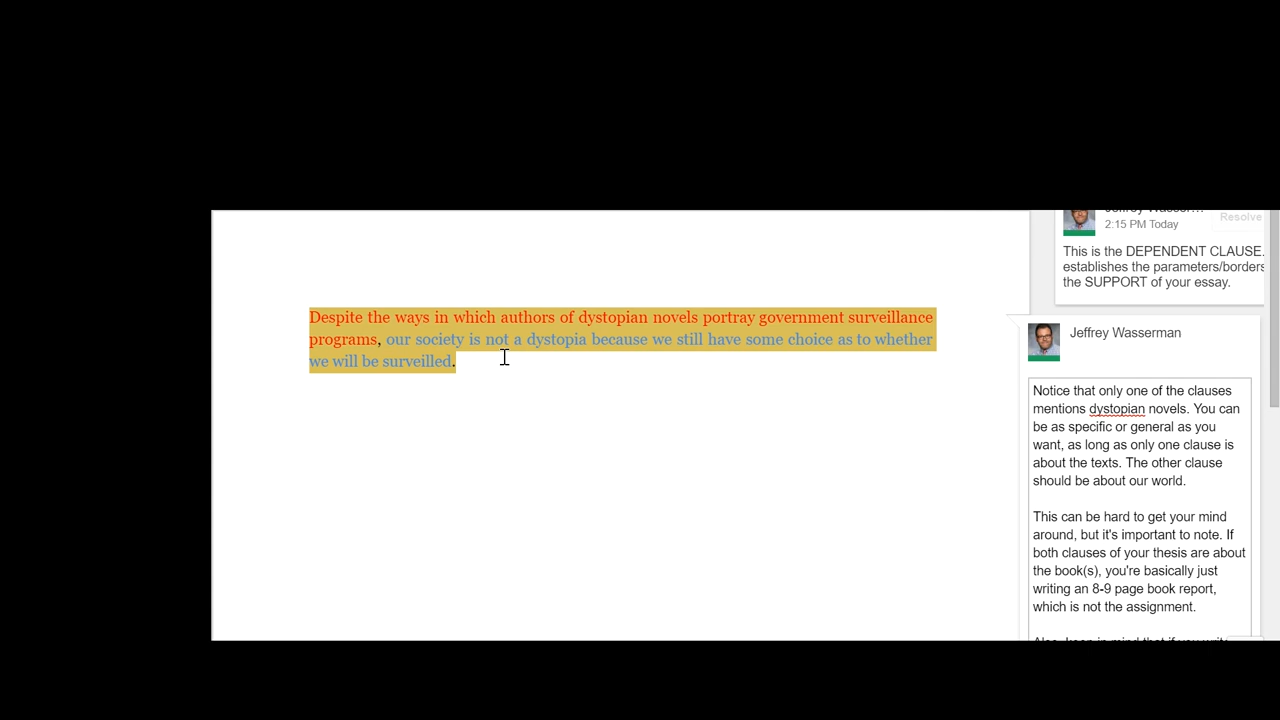 Despite the ways in which authors of dystopian novels portray government surveillance
programs, our society is not a dystopia because we still have some choice as to whether
we will be surveilled.
Resolve
2:15 PM Today
This is the DEPENDENT CLAUSE.
establishes the parameters/borders
the SUPPORT of your essay.
Jeffrey Wasserman
Notice that only one of the clauses
mentions dystopian novels. You can
be as specific or general as you
want, as long as only one clause is
about the texts. The other clause
should be about our world.
This can be hard to get your mind
around, but it's important to note. If
both clauses of your thesis are about
the book(s), you're basically just
writing an 8-9 page book report,
which is not the assignment.